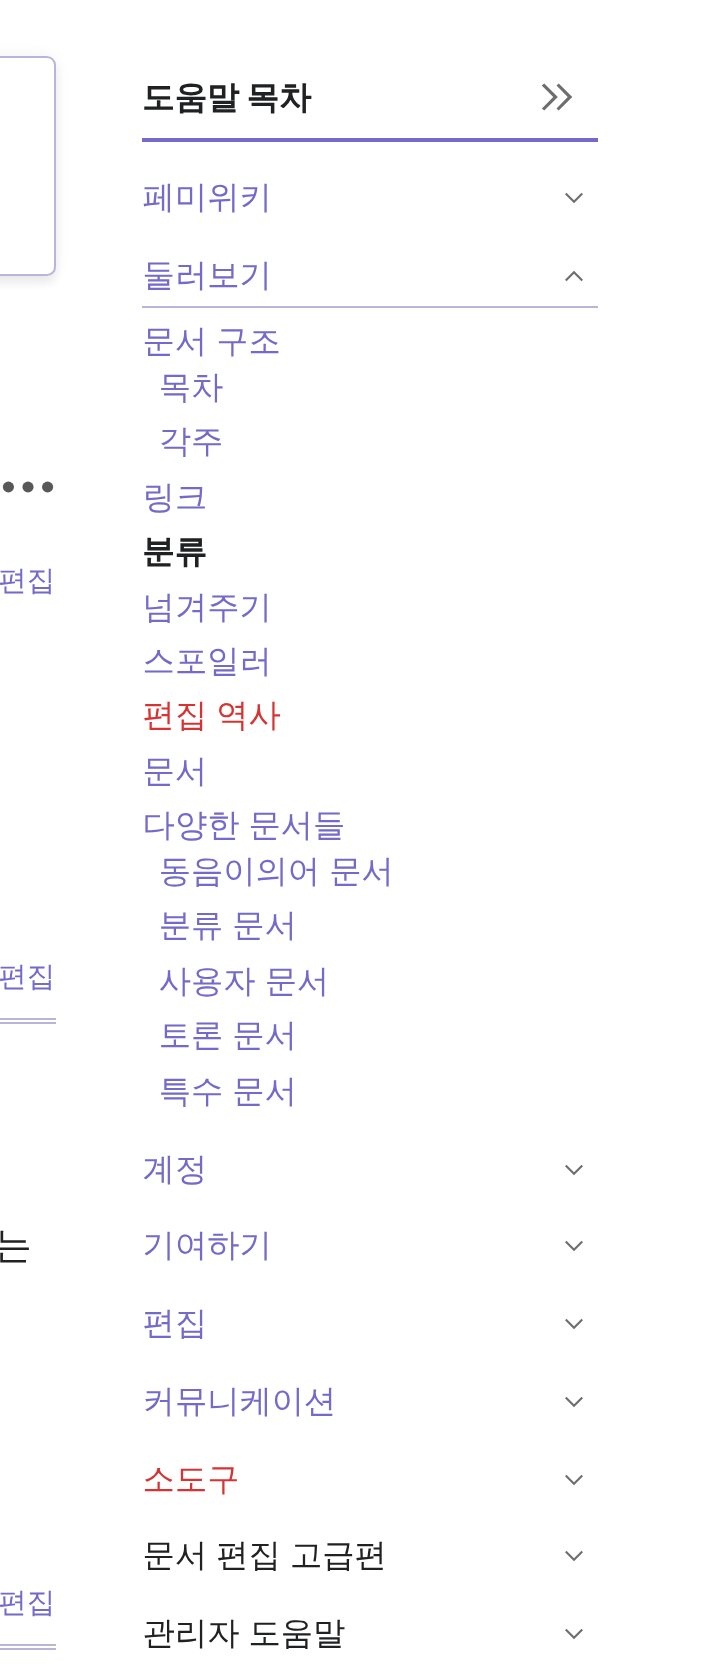 도움말 목차
페미위키
둘러보기
문서 구조
목차
각주
링크
분류
편집
넘겨주기
스포일러
편집 역사
문서
다양한 문서들
동음이의어 문서
분류 문서
편집
사용자 문서
토론 문서
특수 문서
계정
는
기여하기
편집
커뮤니케이션
소도구
문서 편집 고급편
편집
관리자 도움말